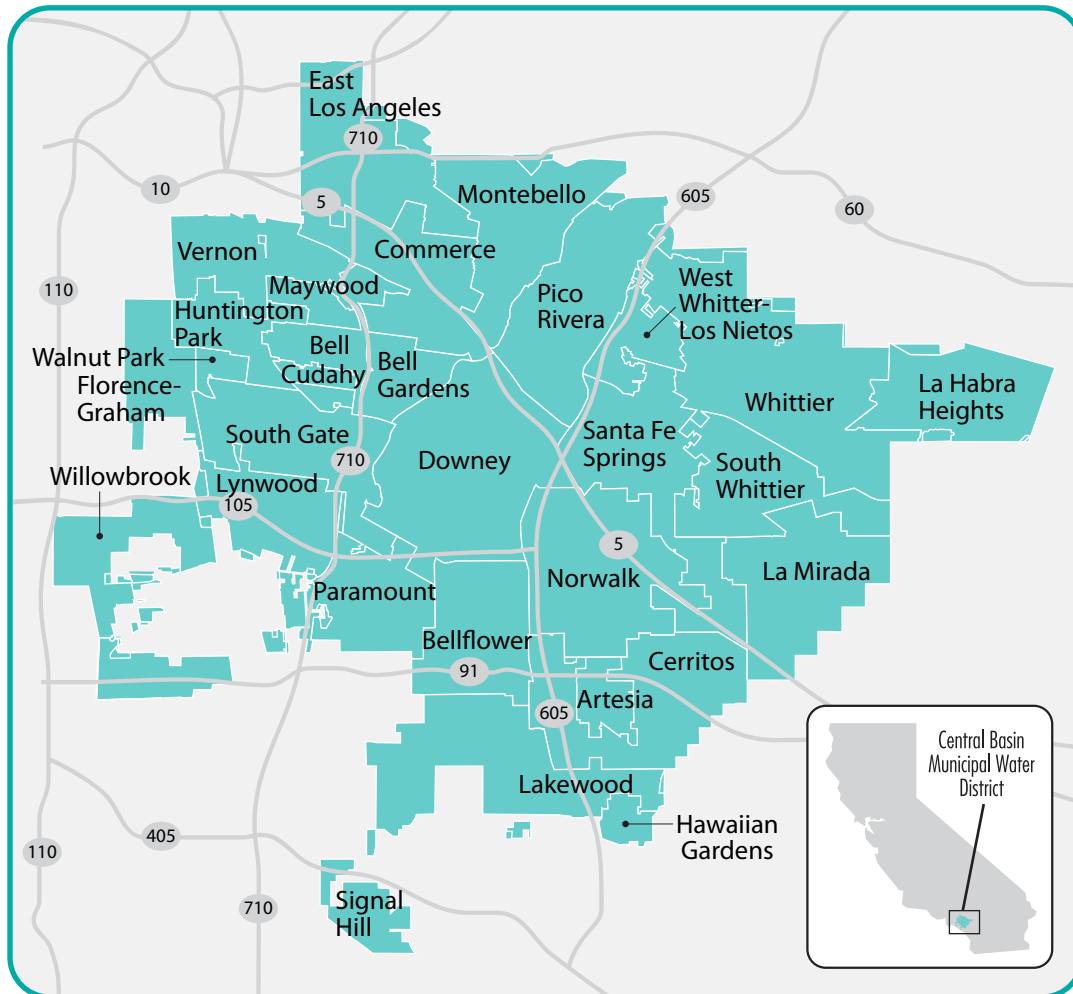 East
Los Angeles
710
10
5
Montebello
605
60
Vernon
Commerce
110
Maywood
Pico
Rivera
West
Whitter-
Los Nietos
Huntington
Park
Walnut Park
Bell
Cudahy
Bell
Gardens
Florence-
Graham
La Habra
Heights
Whittier
South Gate
710
Downey
Santa Fe
Springs
South
Whittier
Willowbrook
Lynwood
105
5
Norwalk
La Mirada
Paramount
Bellflower
91
Cerritos
Artesia
605
Central Basin
Municipal Water
District
Lakewood
Hawaiian
Gardens
405
110
710
Signal
Hill